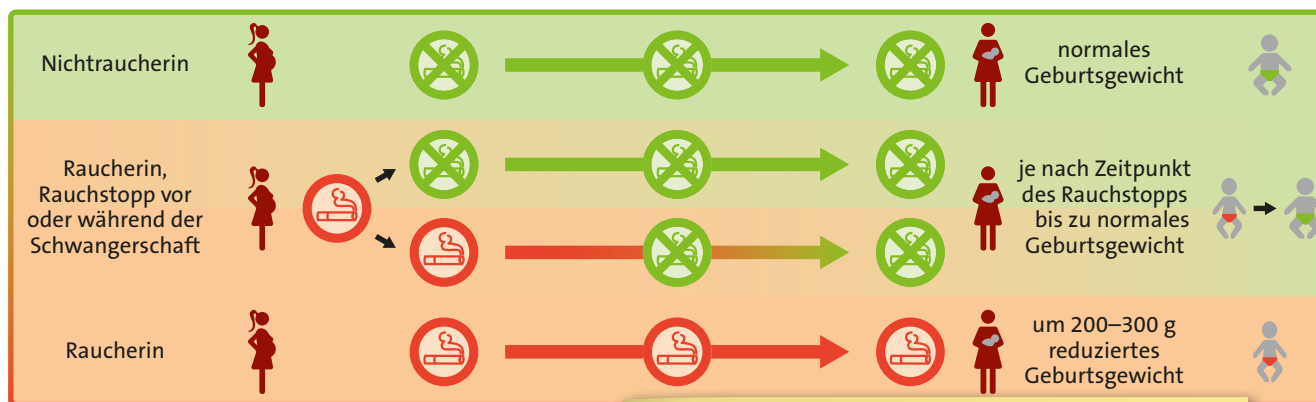 Nichtraucherin
normales
Geburtsgewicht
Raucherin,
Rauchstopp vor
oder während der
Schwangerschaft
je nach Zeitpunkt
des Rauchstopps
bis zu normales
Geburtsgewicht
Raucherin
um 200–300 g
reduziertes
Geburtsgewicht